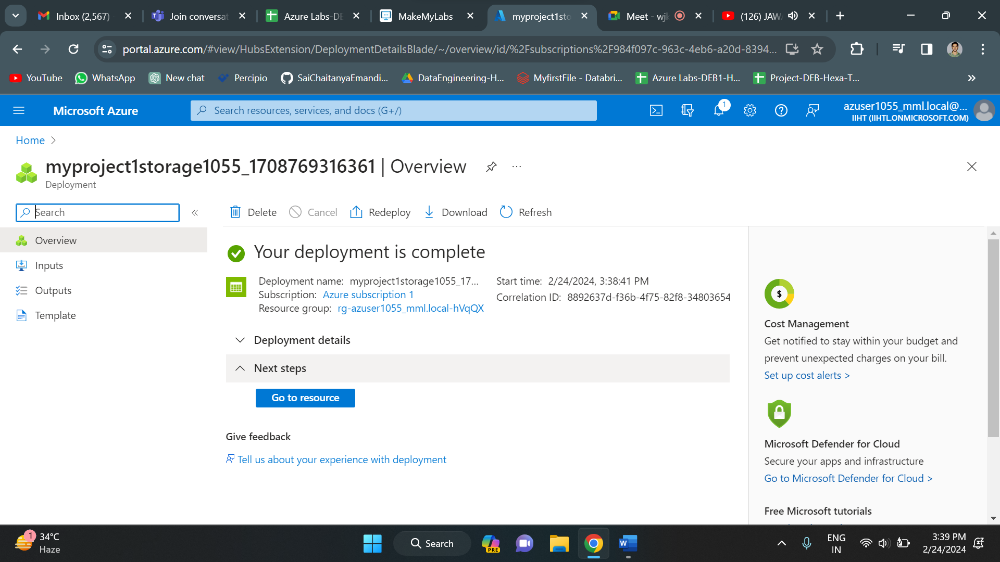 Inbox (2,567)
Join conversat
Azure Labs-DE
MakeMyLabs
myproject1sto
Meet - wjk
(126) JAW
portal.azure.com/#view/HubsExtension/DeploymentDetailsBlade/~/overview/id/%2Fsubscriptions%2F984f097c-963c-4eb6-a20d-8394...
YouTube
WhatsApp
New chat
Percipio
SaiChaitanyaEmandi...
DataEngineering-H...
MyfirstFile - Databri...
Azure Labs-DEB1-H...
Project-DEB-Hexa-T...
Microsoft Azure
Search resources, services, and docs (G+/)
1
azuser1055_mml.local@...
IIHT (IIHTL.ONMICROSOFT.COM)
Home
myproject1storage1055_1708769316361 | Overview
Deployment
Search
Delete
Cancel
Redeploy
Download
Refresh
Overview
Inputs
Outputs
Template
Your deployment is complete
Deployment name: myproject1storage1055_17...
Subscription: Azure subscription 1
Resource group: rg-azuser1055_mml.local-hVqQX
Start time: 2/24/2024, 3:38:41 PM
Correlation ID: 8892637d-f36b-4f75-82f8-34803654
Deployment details
Next steps
Go to resource
Give feedback
Tell us about your experience with deployment
$
Cost Management
Get notified to stay within your budget and
prevent unexpected charges on your bill.
Set up cost alerts >
Microsoft Defender for Cloud
Secure your apps and infrastructure
Go to Microsoft Defender for Cloud >
Free Microsoft tutorials
1
34°C
Haze
Search
PRE
W
ENG
IN
3:39 PM
2/24/2024